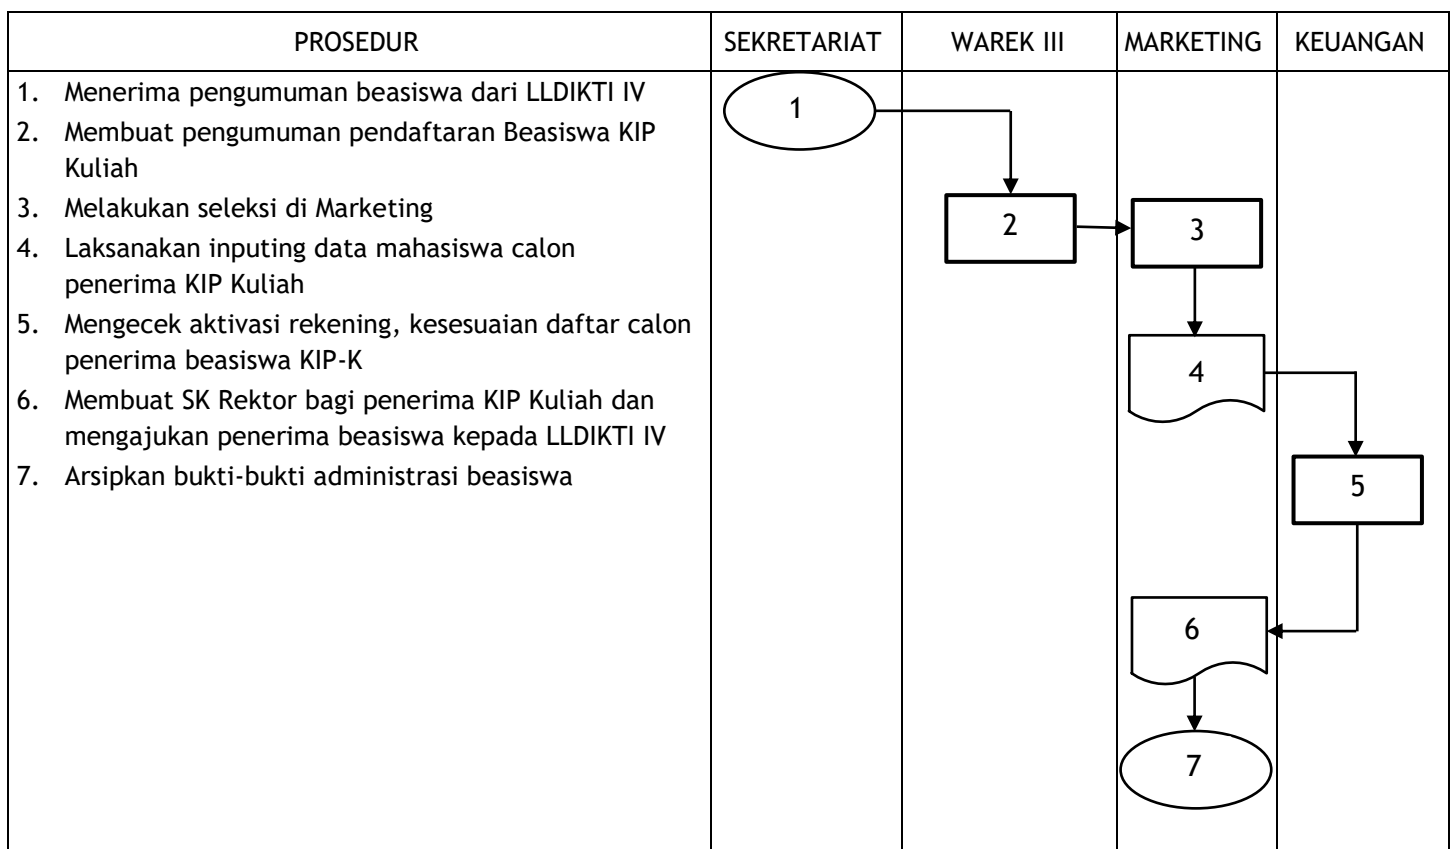 PROSEDUR
SEKRETARIAT
WAREK III
MARKETING
KEUANGAN
1. Menerima pengumuman beasiswa dari LLDIKTI IV
2. Membuat pengumuman pendaftaran Beasiswa KIP
Kuliah
3. Melakukan seleksi di Marketing
4. Laksanakan inputing data mahasiswa calon
penerima KIP Kuliah
5. Mengecek aktivasi rekening, kesesuaian daftar calon
penerima beasiswa KIP-K
6. Membuat SK Rektor bagi penerima KIP Kuliah dan
mengajukan penerima beasiswa kepada LLDIKTI IV
7. Arsipkan bukti-bukti administrasi beasiswa
1
2
3
4
5
6
7